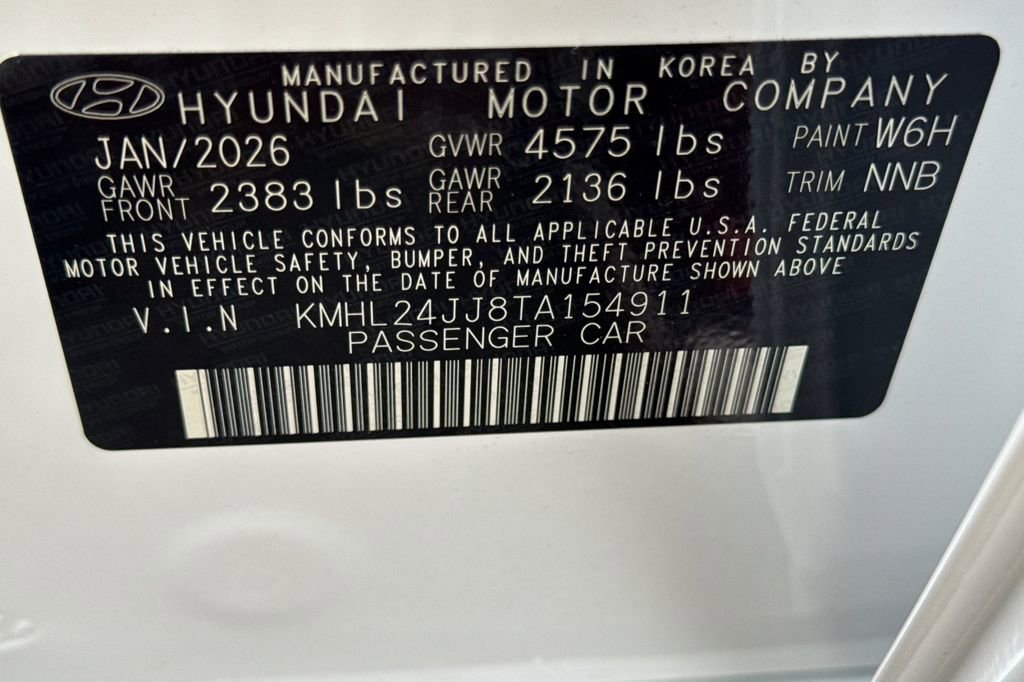 MANUFACTURED IN KOREA BY
HYUNDAI MOTOR COMPANY
JAN/2026 GVWR 4575 lbs PAINT W6H
GAWR FRONT 2383 lbs GAWR REAR 2136 lbs TRIM NNB
THIS VEHICLE CONFORMS TO ALL APPLICABLE U.S.A. FEDERAL
MOTOR VEHICLE SAFETY, BUMPER, AND THEFT PREVENTION STANDARDS
IN EFFECT ON THE DATE OF MANUFACTURE SHOWN ABOVE
V.I.N KMHL24JJ8TA154911
PASSENGER CAR